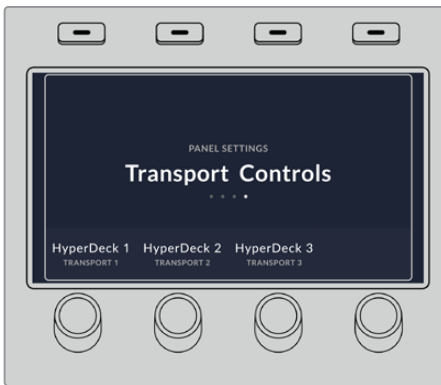 PANEL SETTINGS
Transport Controls
HyperDeck 1 HyperDeck 2 HyperDeck 3
TRANSPORT 1 TRANSPORT 2 TRANSPORT 3